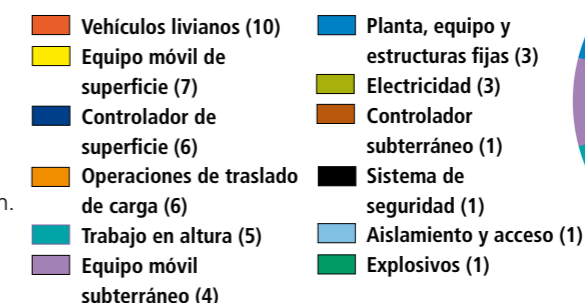 Vehículos livianos (10)
Equipo móvil de
superficie (7)
Controlador de
superficie (6)
Operaciones de traslado
de carga (6)
Trabajo en altura (5)
Equipo móvil
subterráneo (4)
Planta, equipo y
estructuras fijas (3)
Electricidad (3)
Controlador
subterráneo (1)
Sistema de
seguridad (1)
Aislamiento y acceso (1)
Explosivos (1)